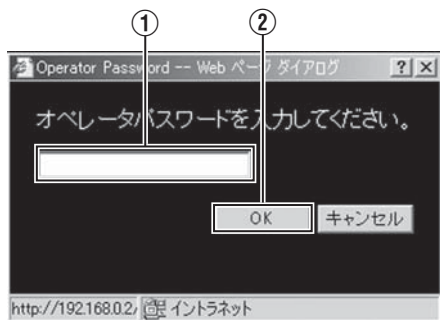 ① ②
Operator Password -- Web ページ ダイアログ ? ×
オペレータパスワードを入力してください。
OK キャンセル
http://192.168.0.2/ イントラネット